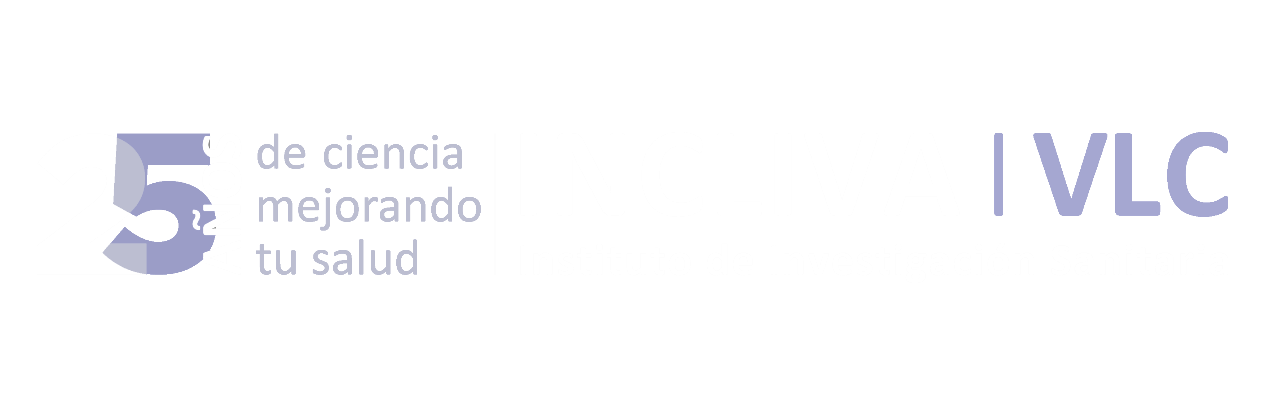 5
de ciencia
mejorando
tu salud
| VLC